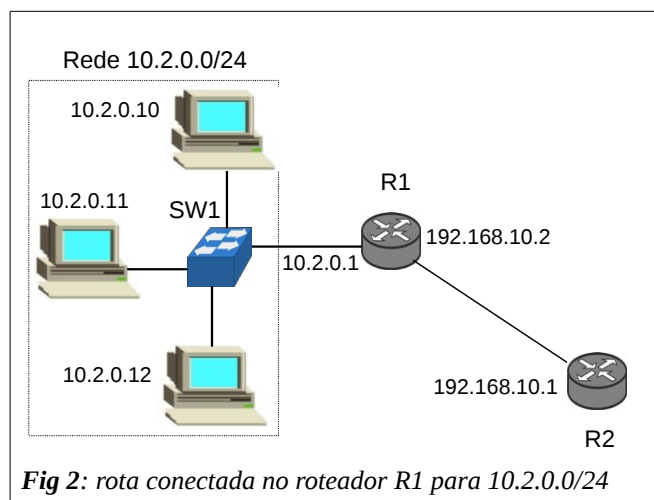 Rede 10.2.0.0/24
10.2.0.10
10.2.0.11
SW1
R1
192.168.10.2
10.2.0.1
10.2.0.12
192.168.10.1
R2
Fig 2: rota conectada no roteador R1 para 10.2.0.0/24